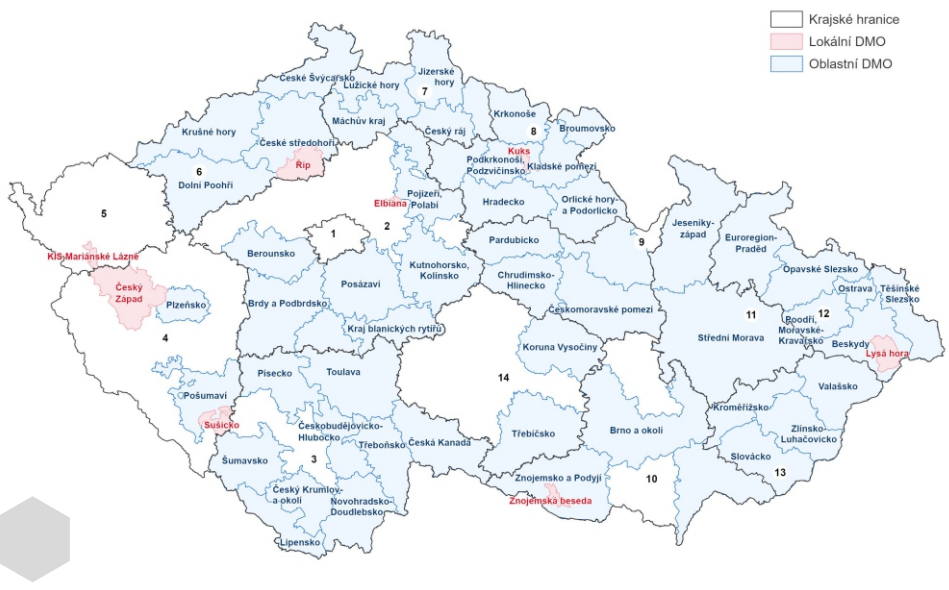 Krajské hranice
Lokální DMO
Oblastní DMO
České Švýcarsko
Lužické hory
Jizerské
hory
7
Krkonoše
8
Broumovsko
Krušné hory
Máchův kraj
Český ráj
České středohoří
Říp
6
Dolní Poohří
Kuks
Podkrkonoší,
Podzvičinsko
Kladské pomezí
5
Elbiana
Pojizeří,
Polabí
Hradecko
Orlické hory-
a Podorlicko
1
2
9
Jeseníky-
západ
Euroregion-
Praděd
Pardubicko
KIS Mariánské Lázně
Berounsko
Kutnohorsko,
Kolínsko
Chrudimsko-
Hlinecko
Opavské Slezsko
Český
Západ
Plzeňsko
Posázaví
Ostrava
Těšínské
Slezsko
Brdy a Podbrdsko
Českomoravské pomezí
11
12
Kraj blanických rytířů
Poodří,
Moravské-
Kravařsko
4
Střední Morava
Beskydy
Koruna Vysočiny
Lysá hora
Písecko
Toulava
14
Valašsko
Pošumaví
Kroměřížsko
Sušicko
Českobudějovicko-
Hluboko
Třeboňsko
Česká Kanada
Třebíčsko
Brno a okolí
Zlínsko-
Luhačovicko
Šumavsko
3
Slovácko
13
Znojemsko a Podyjí
10
Český Krumlov-
a okolí
Novohradsko-
Doudlebsko
Znojemská beseda
Lipensko